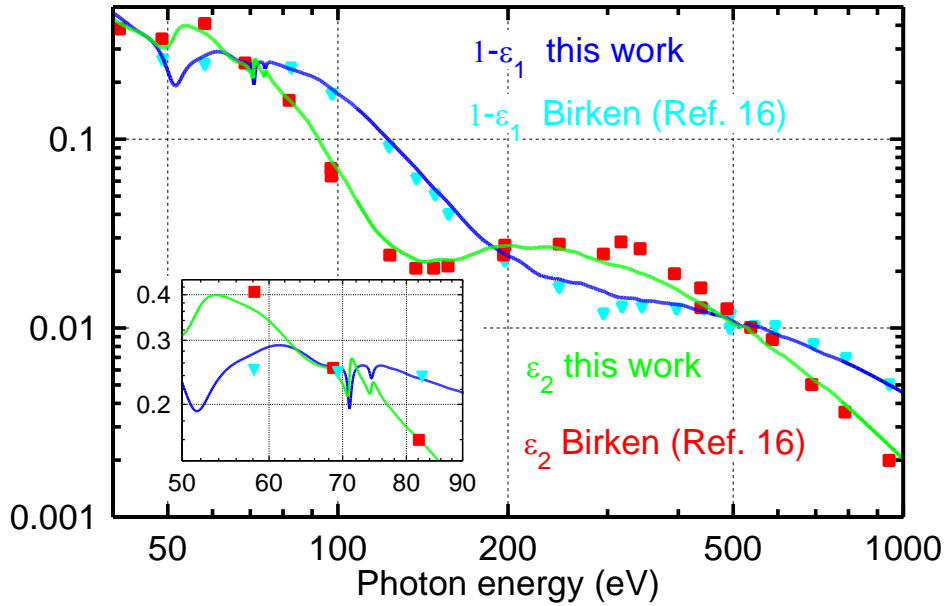 1-ε1 this work
1-ε1 Birken (Ref. 16)
0.1
0.4
0.3
0.2
50 60 70 80 90
0.01
ε2 this work
ε2 Birken (Ref. 16)
0.001
50 100 200 500 1000
Photon energy (eV)